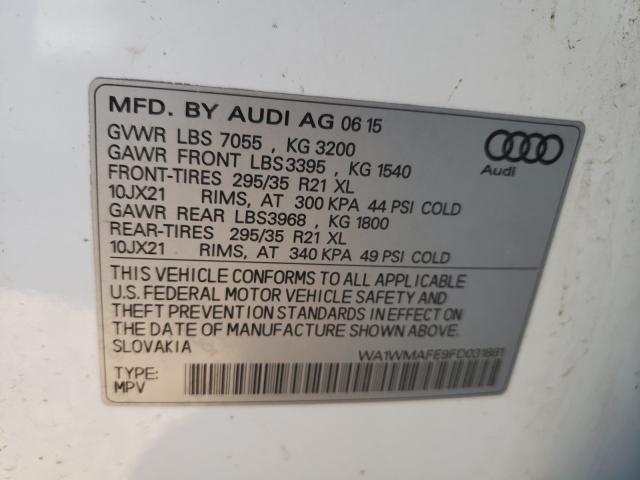 MFD. BY AUDI AG 06 15
GVWR LBS 7055 , KG 3200
GAWR FRONT LBS3395 , KG 1540
FRONT-TIRES 295/35 R21 XL
10JX21 RIMS, AT 300 KPA 44 PSI COLD
GAWR REAR LBS3968 , KG 1800
REAR-TIRES 295/35 R21 XL
10JX21 RIMS, AT 340 KPA 49 PSI COLD
Audi
THIS VEHICLE CONFORMS TO ALL APPLICABLE
U.S. FEDERAL MOTOR VEHICLE SAFETY AND
THEFT PREVENTION STANDARDS IN EFFECT ON
THE DATE OF MANUFACTURE SHOWN ABOVE.
SLOVAKIA
WA1WMAFE9FD031881
TYPE:
MPV